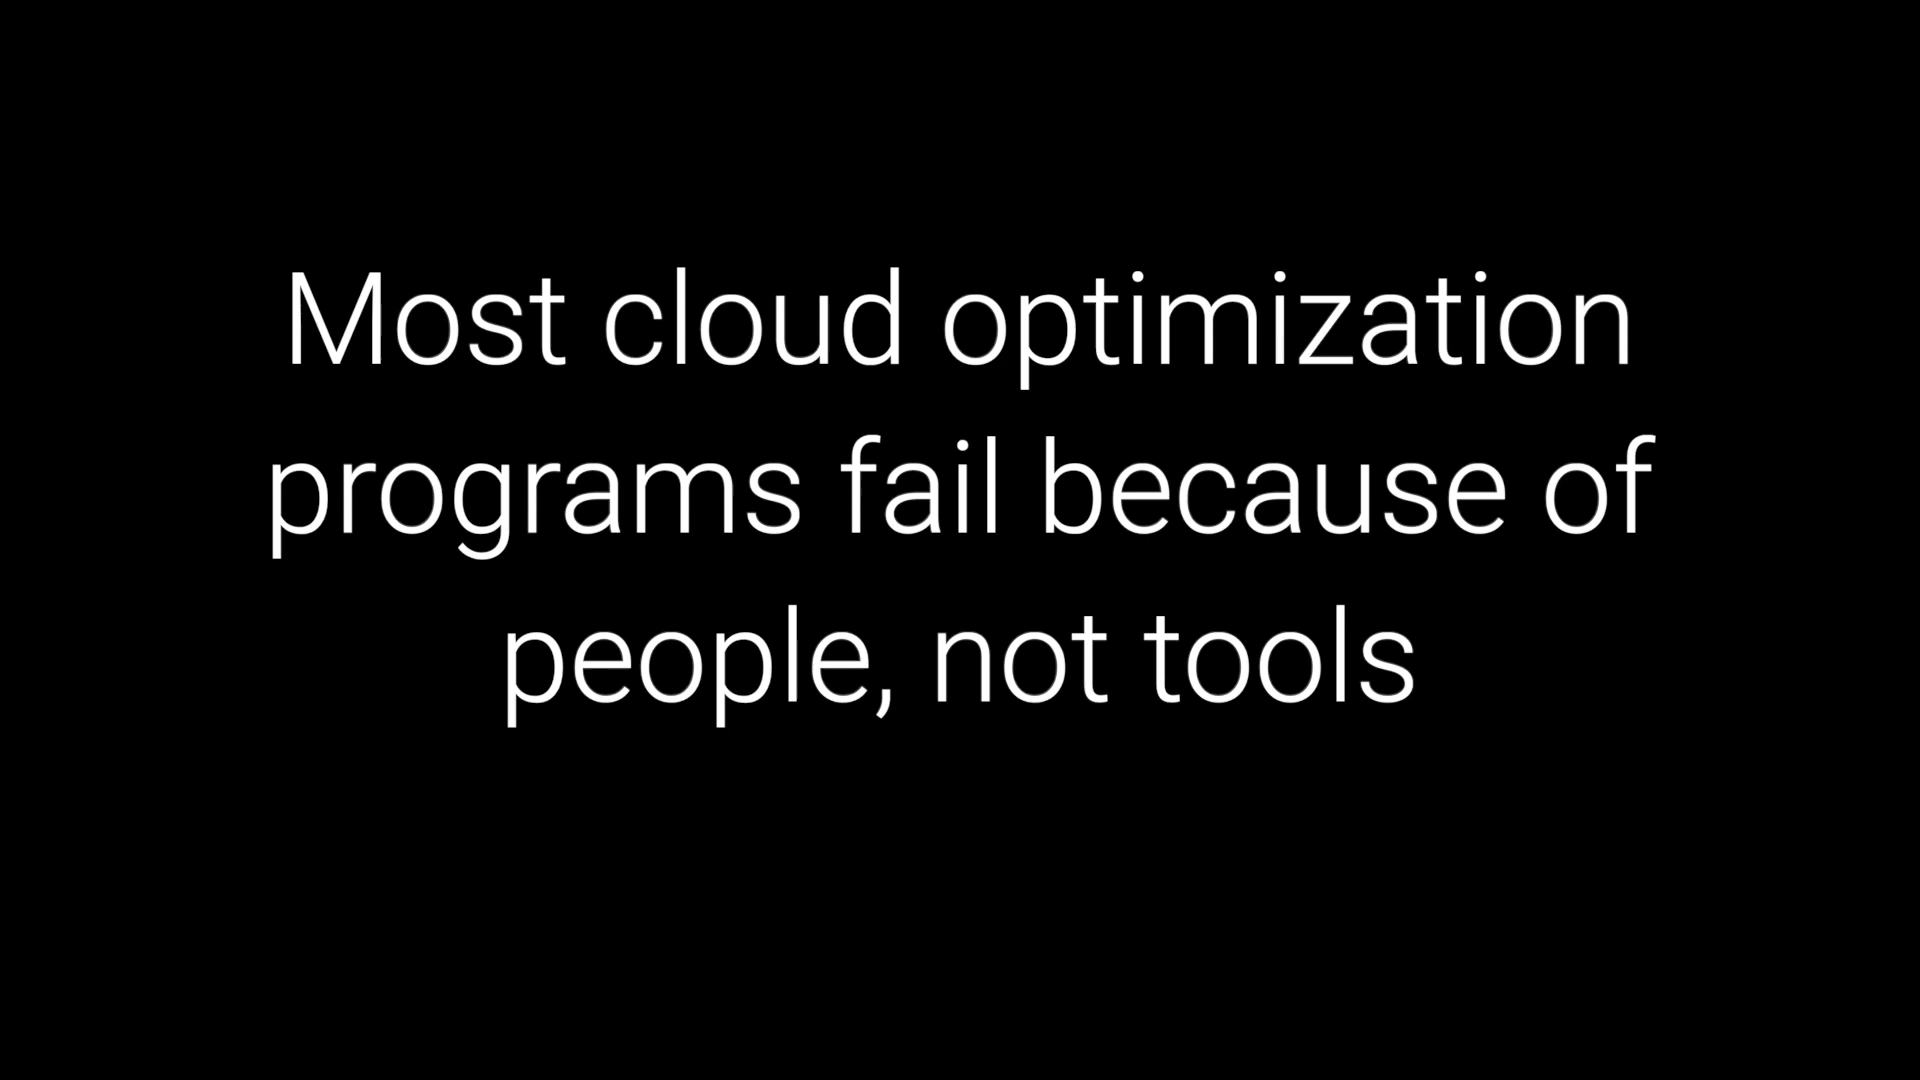 Most cloud optimization
programs fail because of
people, not tools